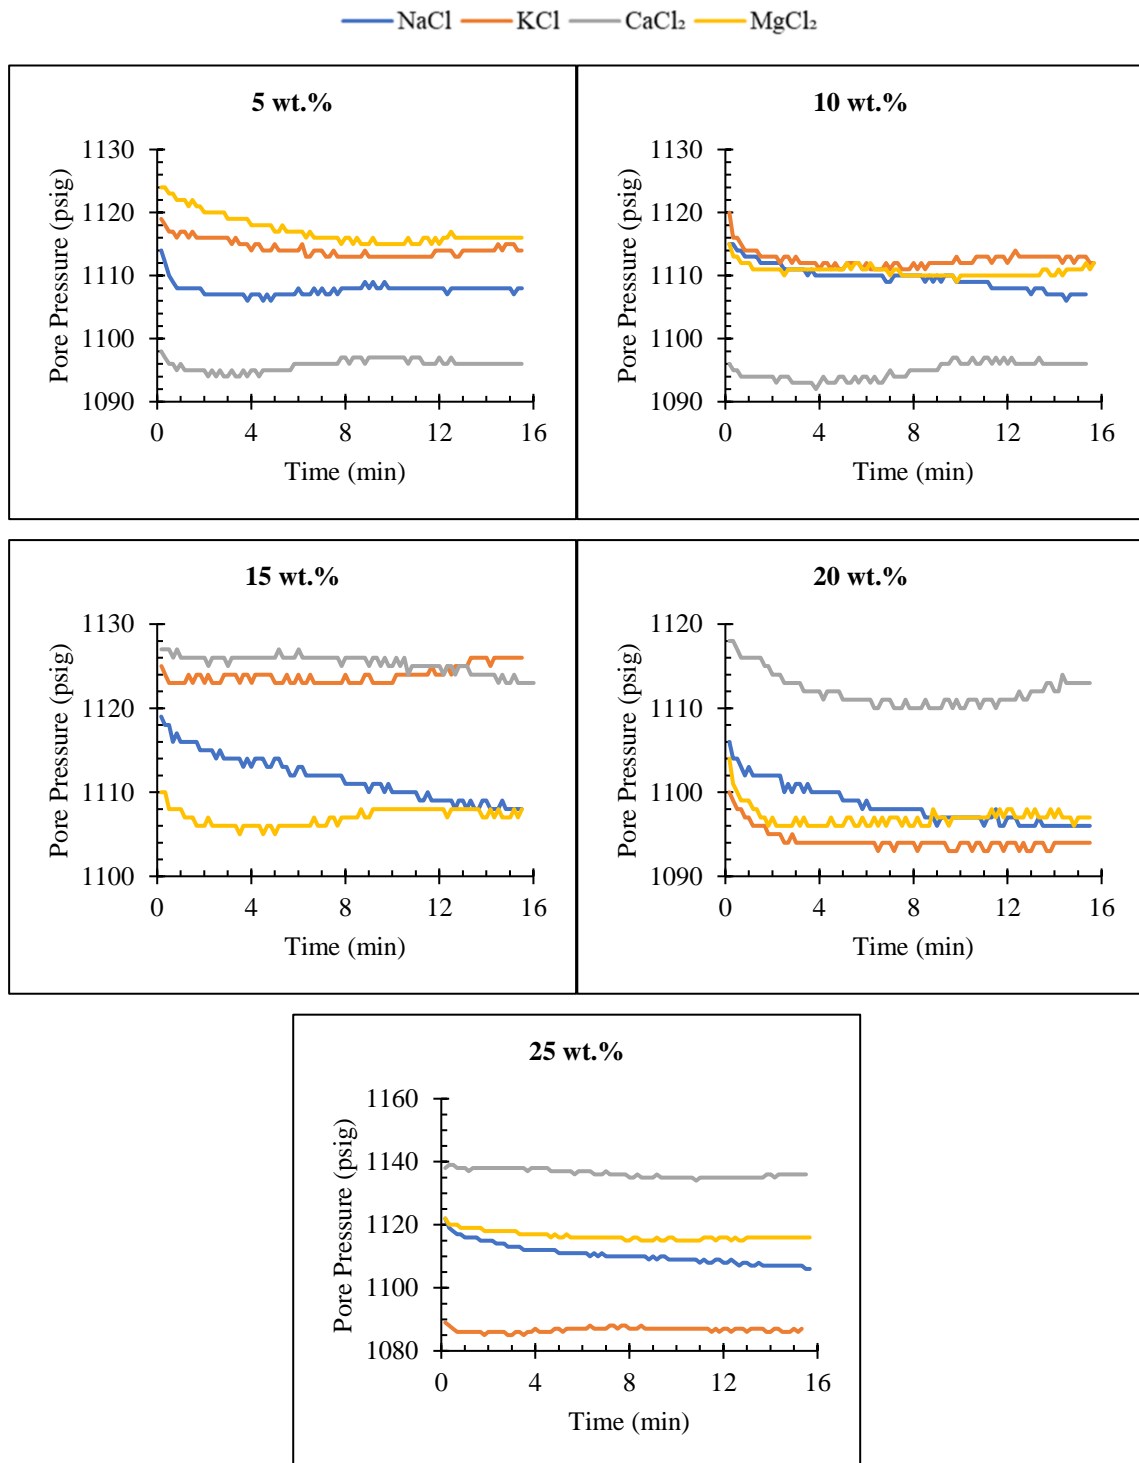 NaCl KCl CaCl₂ MgCl₂
5 wt.%
1130
1120
1110
1100
1090
Pore Pressure (psig)
0 4 8 12 16
Time (min)
10 wt.%
1130
1120
1110
1100
1090
Pore Pressure (psig)
0 4 8 12 16
Time (min)
15 wt.%
1130
1120
1110
1100
Pore Pressure (psig)
0 4 8 12 16
Time (min)
20 wt.%
1120
1110
1100
1090
Pore Pressure (psig)
0 4 8 12 16
Time (min)
25 wt.%
1160
1140
1120
1100
1080
Pore Pressure (psig)
0 4 8 12 16
Time (min)